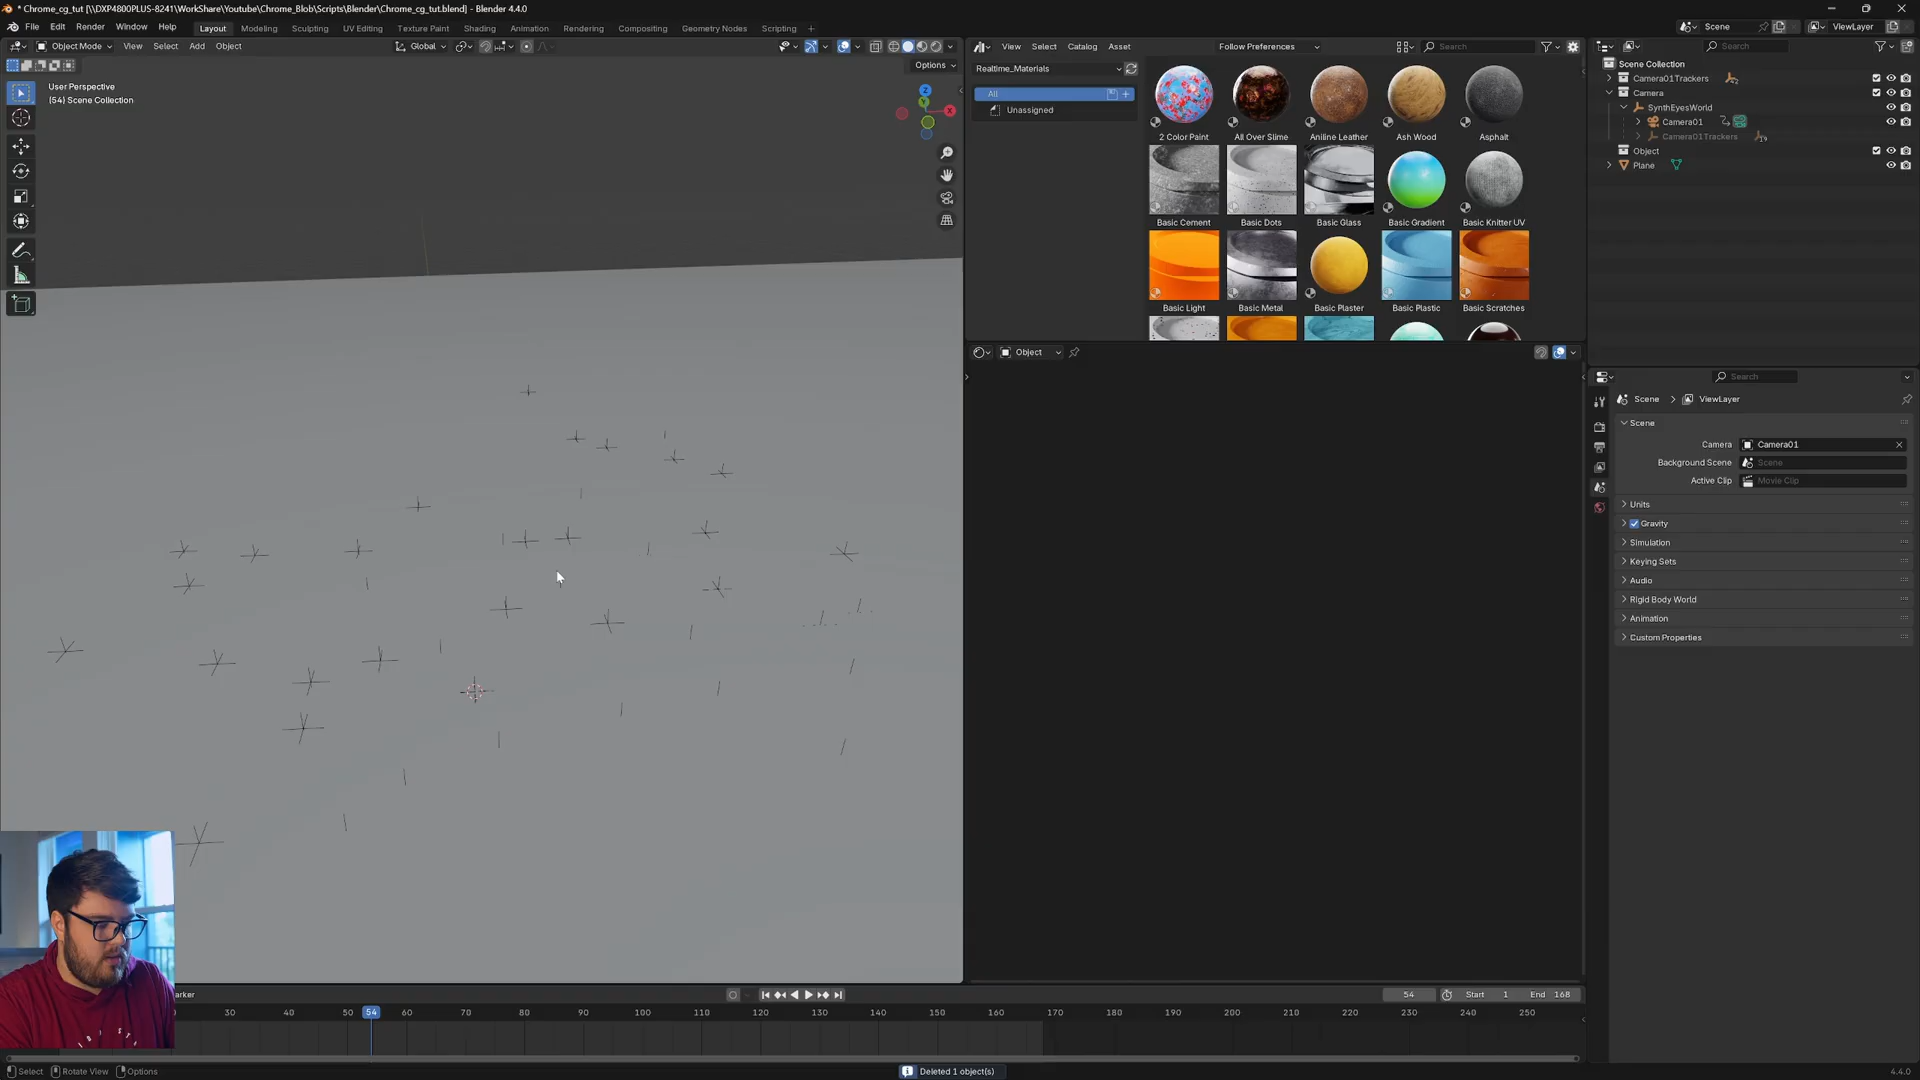 * Chrome_cg_tut [\\DXP4800PLUS-8241\WorkShare\Youtube\Chrome_Blob\Scripts\Blender\Chrome_cg_tut.blend] - Blender 4.4.0
File Edit Render Window Help
Layout Modeling Sculpting UV Editing Texture Paint Shading Animation Rendering Compositing Geometry Nodes Scripting +
Scene
ViewLayer
Object Mode View Select Add Object
Global
Options
User Perspective
(54) Scene Collection
Z
Y
X
View Select Catalog Asset
Follow Preferences
Search
Realtime_Materials
All
Unassigned
2 Color Paint
All Over Slime
Aniline Leather
Ash Wood
Asphalt
Basic Cement
Basic Dots
Basic Glass
Basic Gradient
Basic Knitter UV
Basic Light
Basic Metal
Basic Plaster
Basic Plastic
Basic Scratches
Object
Search
Scene Collection
Camera01Trackers
Camera
SynthEyesWorld
Camera01
Camera01Trackers
Object
Plane
Search
Scene > ViewLayer
Scene
Camera
Camera01
Background Scene
Scene
Active Clip
Movie Clip
Units
Gravity
Simulation
Keying Sets
Audio
Rigid Body World
Animation
Custom Properties
arker
54
Start 1
End 168
30 40 50 54 60 70 80 90 100 110 120 130 140 150 160 170 180 190 200 210 220 230 240 250
Select
Rotate View
Options
Deleted 1 object(s)
4.4.0